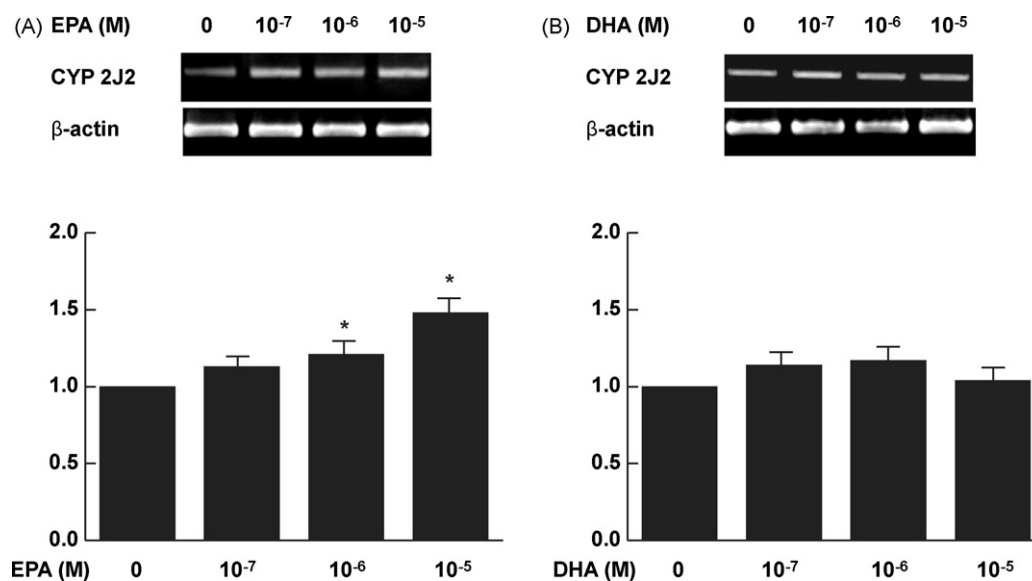 (A) EPA (M) 0 10⁻⁷ 10⁻⁶ 10⁻⁵
CYP 2J2
β-actin
2.0
1.5
1.0
0.5
0.0
* *
EPA (M) 0 10⁻⁷ 10⁻⁶ 10⁻⁵
(B) DHA (M) 0 10⁻⁷ 10⁻⁶ 10⁻⁵
CYP 2J2
β-actin
2.0
1.5
1.0
0.5
0.0
DHA (M) 0 10⁻⁷ 10⁻⁶ 10⁻⁵